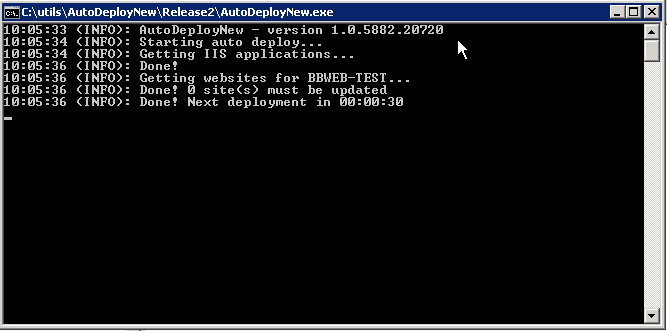 C:\utils\AutoDeployNew\Release2\AutoDeployNew.exe
10:05:33 (INFO): AutoDeployNew - version 1.0.5882.20720
10:05:34 (INFO): Starting auto deploy...
10:05:34 (INFO): Getting IIS applications...
10:05:36 (INFO): Done!
10:05:36 (INFO): Getting websites for BBWEB-TEST...
10:05:36 (INFO): Done! 0 site(s) must be updated
10:05:36 (INFO): Done! Next deployment in 00:00:30